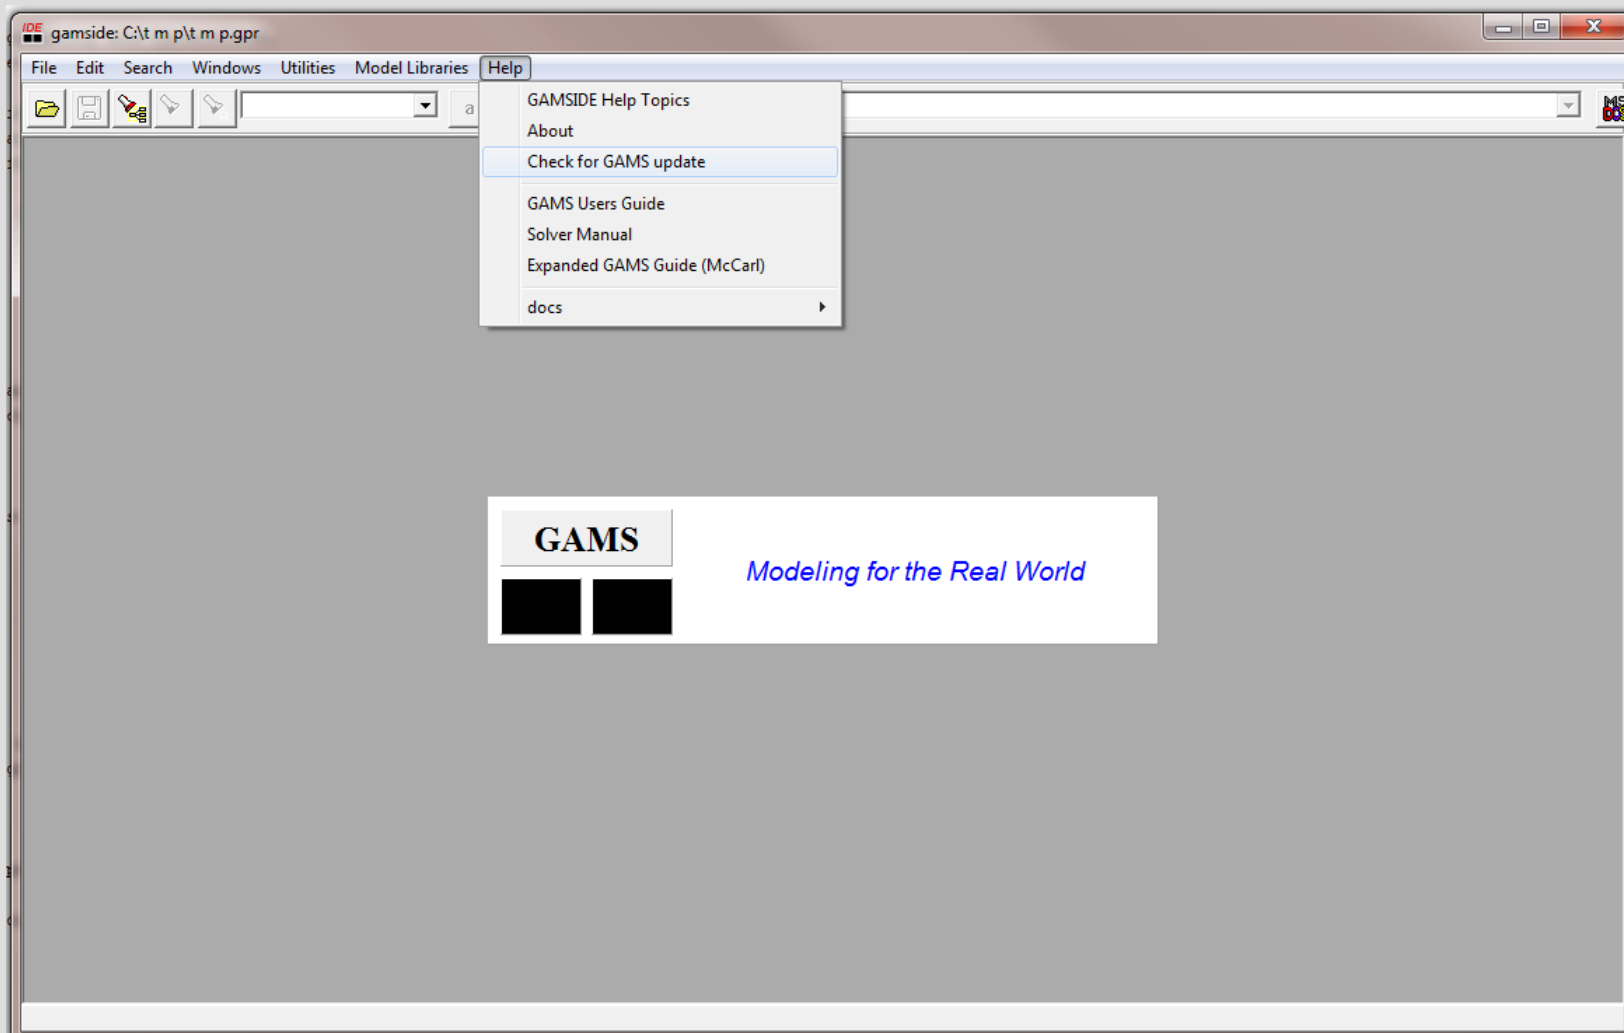 IDE
gamside: C:\t m p\t m p.gpr
File Edit Search Windows Utilities Model Libraries Help
a
GAMSIDE Help Topics
About
Check for GAMS update
GAMS Users Guide
Solver Manual
Expanded GAMS Guide (McCarl)
docs
GAMS
Modeling for the Real World